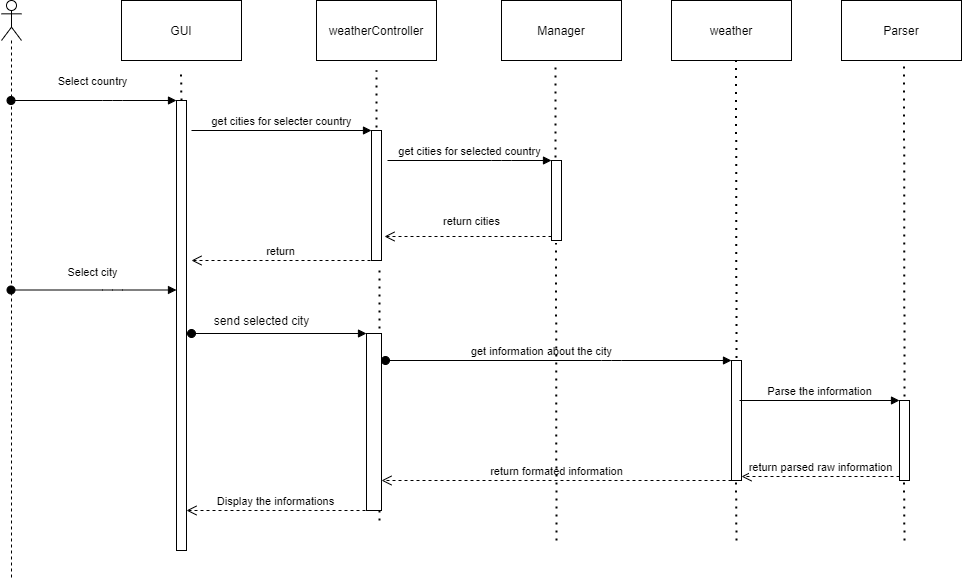 GUI
weatherController
Manager
weather
Parser
Select country
get cities for selecter country
get cities for selected country
return cities
return
Select city
send selected city
get information about the city
Parse the information
return parsed raw information
return formated information
Display the informations